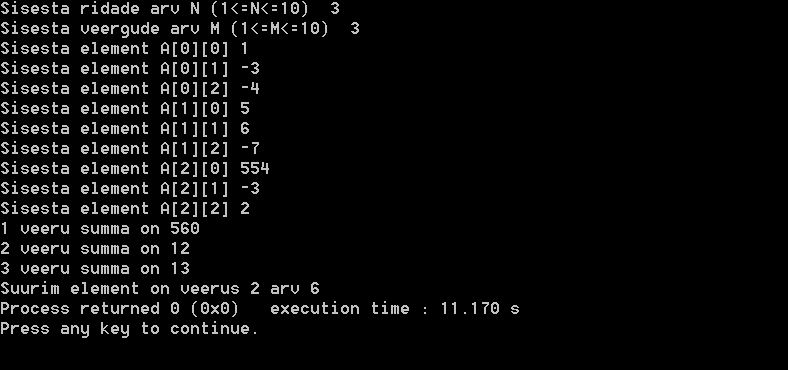 Sisesta ridade arv N (1<=N<=10)  3
Sisesta veergude arv M (1<=M<=10)  3
Sisesta element A[0][0] 1
Sisesta element A[0][1] -3
Sisesta element A[0][2] -4
Sisesta element A[1][0] 5
Sisesta element A[1][1] 6
Sisesta element A[1][2] -7
Sisesta element A[2][0] 554
Sisesta element A[2][1] -3
Sisesta element A[2][2] 2
1 veeru summa on 560
2 veeru summa on 12
3 veeru summa on 13
Suurim element on veerus 2 arv 6
Process returned 0 (0x0)   execution time : 11.170 s
Press any key to continue.